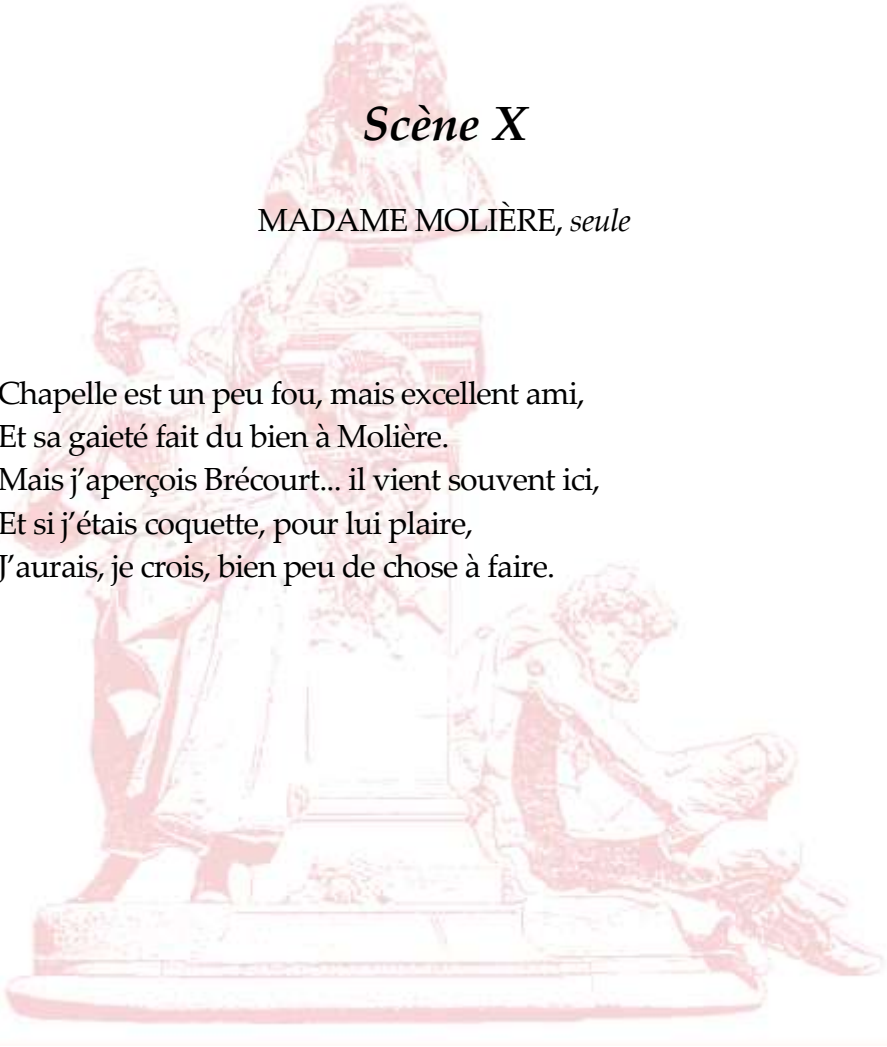 Scène X
MADAME MOLIÈRE, seule
Chapelle est un peu fou, mais excellent ami,
Et sa gaieté fait du bien à Molière.
Mais j’aperçois Brécourt... il vient souvent ici,
Et si j’étais coquette, pour lui plaire,
J’aurais, je crois, bien peu de chose à faire.